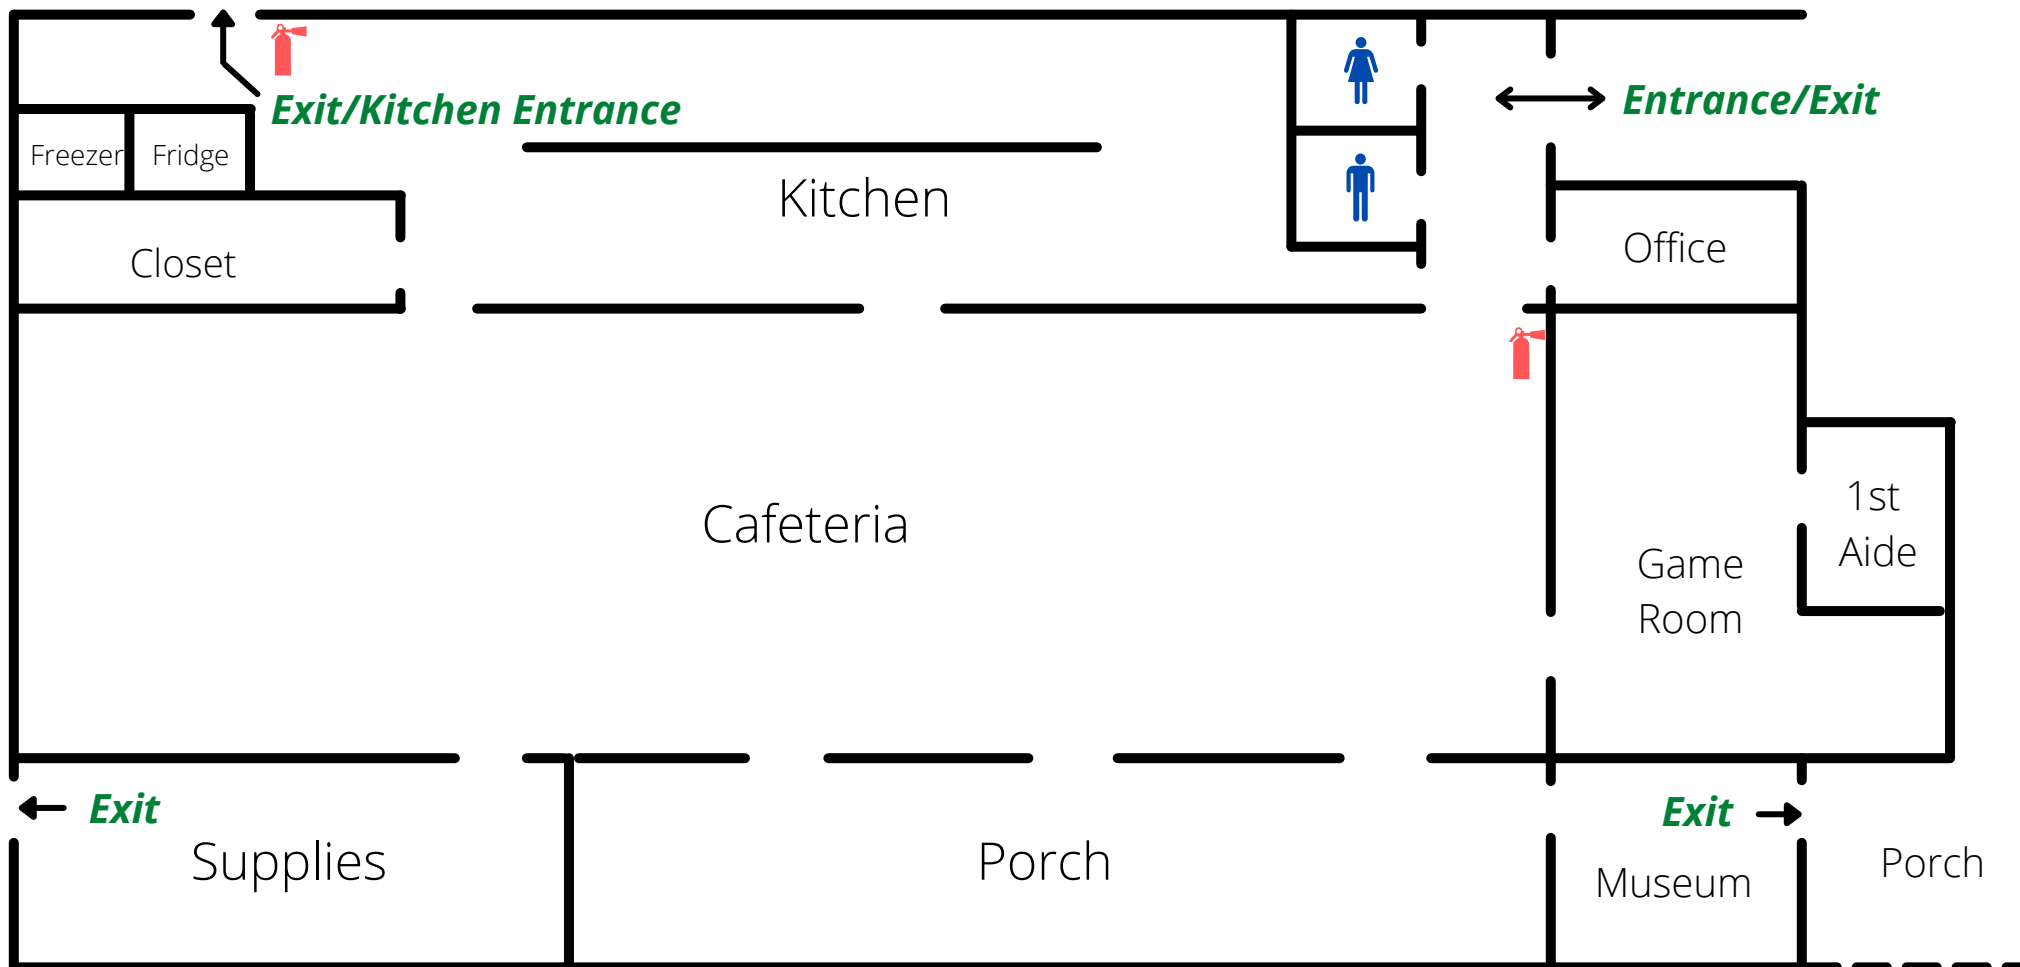 Exit/Kitchen Entrance
Entrance/Exit
Freezer
Fridge
Kitchen
Office
Closet
Cafeteria
1st
Aide
Game
Room
Exit
Exit
Supplies
Porch
Museum
Porch